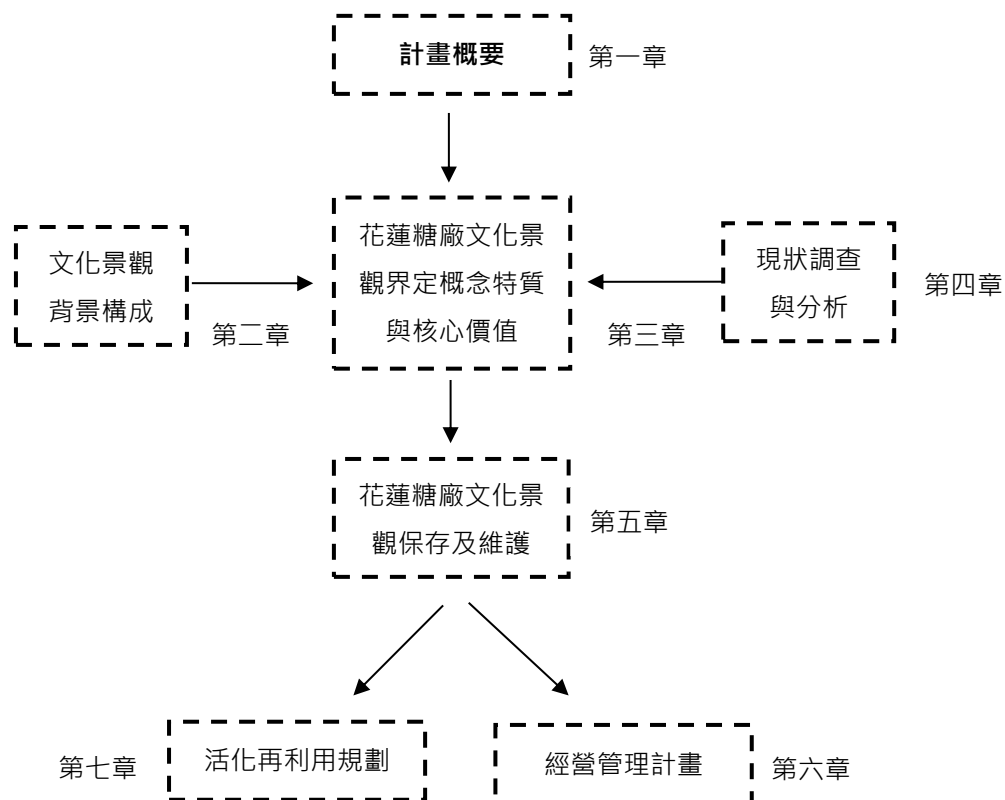 計畫概要
第一章
花蓮糖廠文化景
觀界定概念特質
與核心價值
文化景觀
背景構成
第二章
現狀調查
與分析
第三章
第四章
花蓮糖廠文化景
觀保存及維護
第五章
第七章
活化再利用規劃
經營管理計畫
第六章